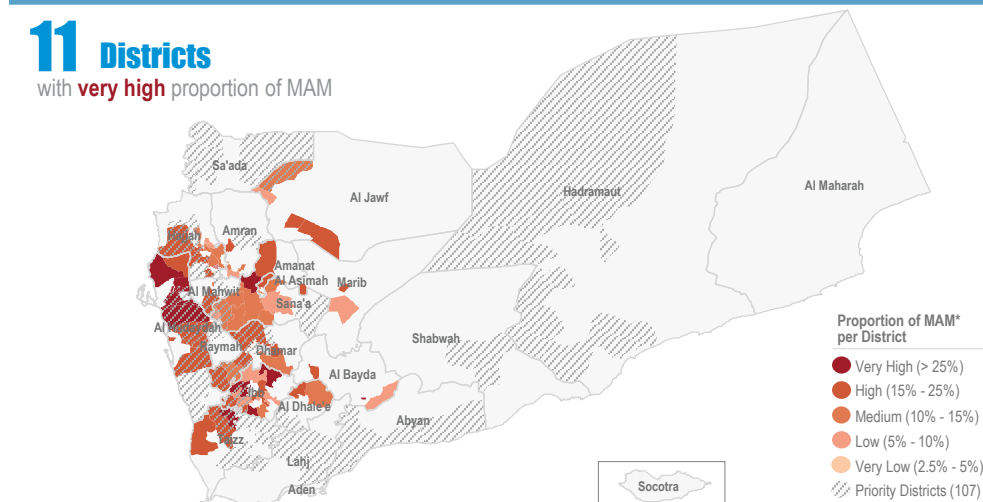 11 Districts
with very high proportion of MAM
Sa'ada
Al Jawf
Hadramaut
Al Maharah
Amran
Hajjah
Amanat
Al Asimah
Marib
Al Mahwit
Sana'a
Al Hudaydah
Raymah
Dhamar
Shabwah
Al Bayda
Ibb
Al Dhale'e
Abyan
Taizz
Lahj
Aden
Socotra
Proportion of MAM*
per District
Very High (> 25%)
High (15% - 25%)
Medium (10% - 15%)
Low (5% - 10%)
Very Low (2.5% - 5%)
Priority Districts (107)